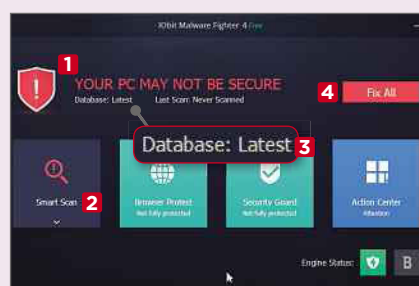 IObit Malware Fighter 4 Free
1
YOUR PC MAY NOT BE SECURE
Database: Latest Last Scan: Never Scanned
4 Fix All
Database: Latest 3
Smart Scan 2
Browser Protect
Not fully protected
Security Guard
Not fully protected
Action Center
Attention
Engine Status: B